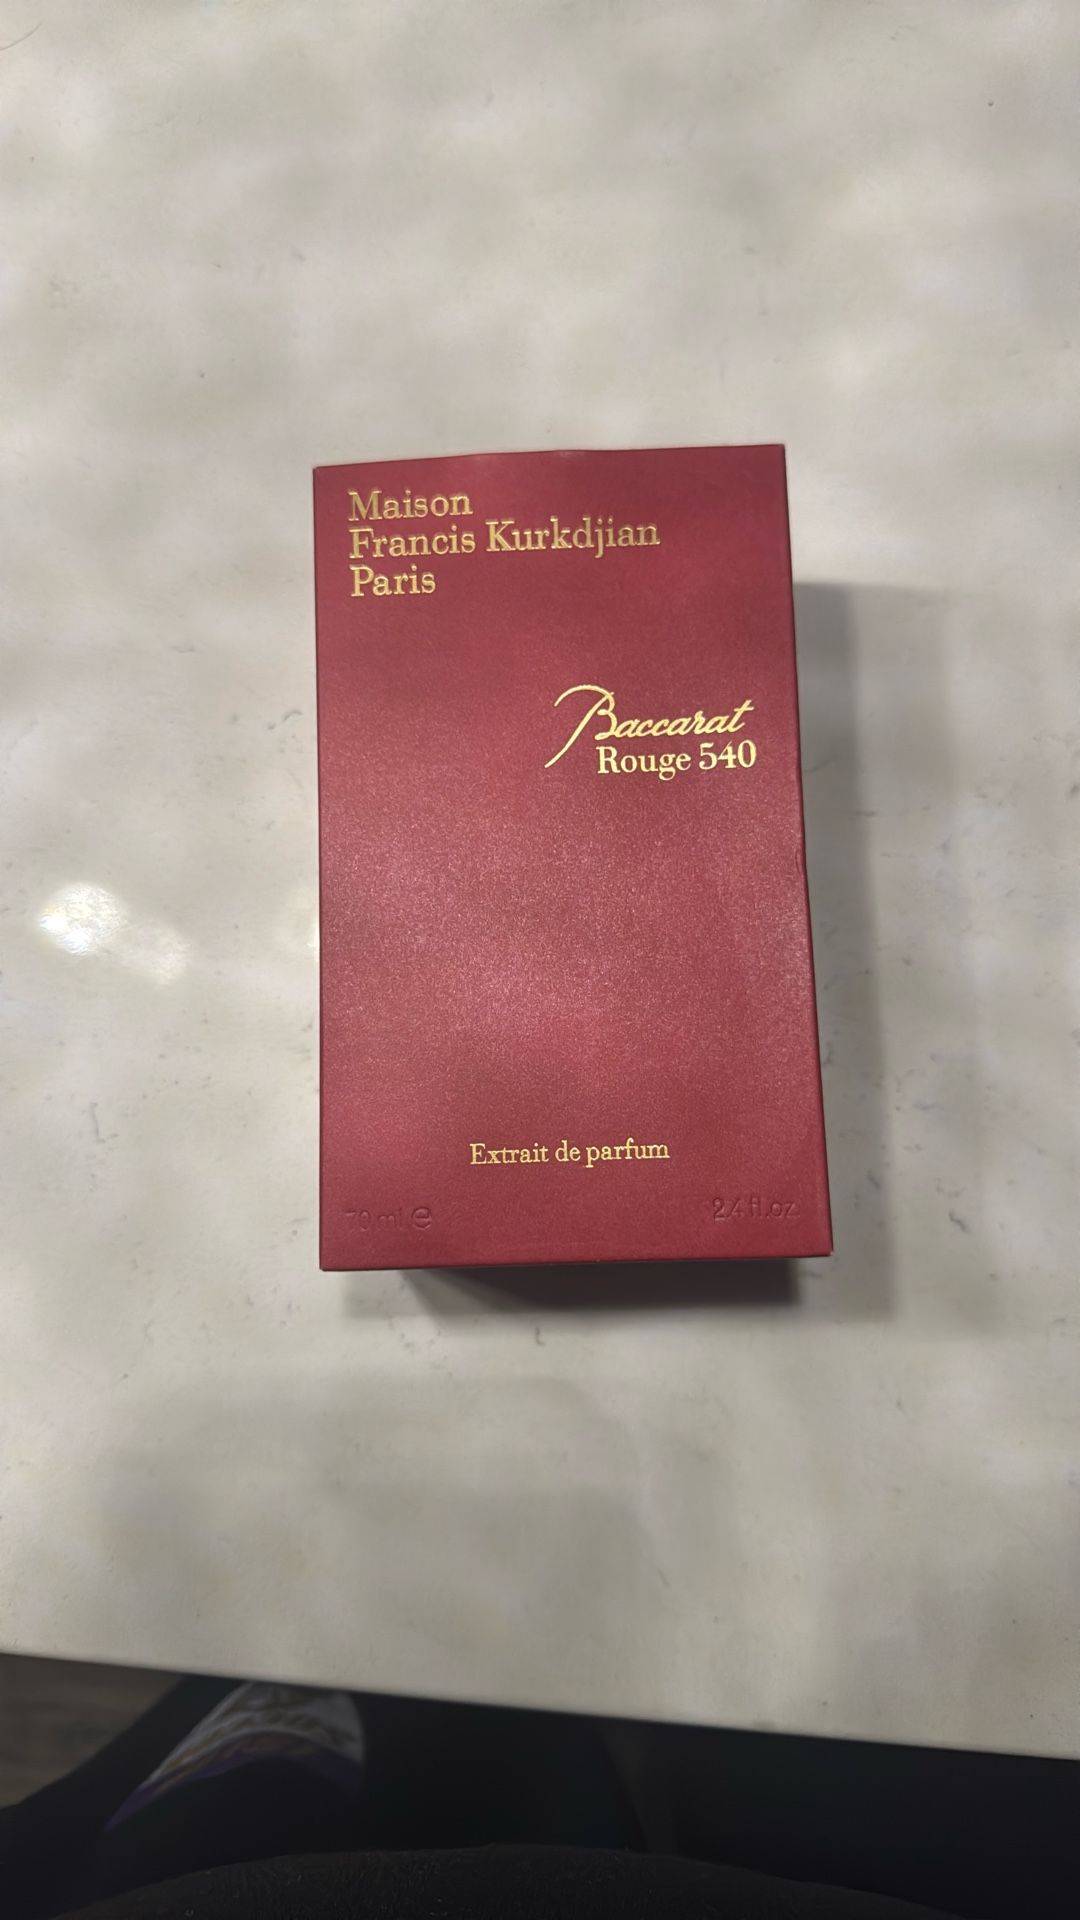 Maison
Francis Kurkdjian
Paris
Baccarat
Rouge 540
Extrait de parfum
70 ml ℮ 2.4 fl.oz